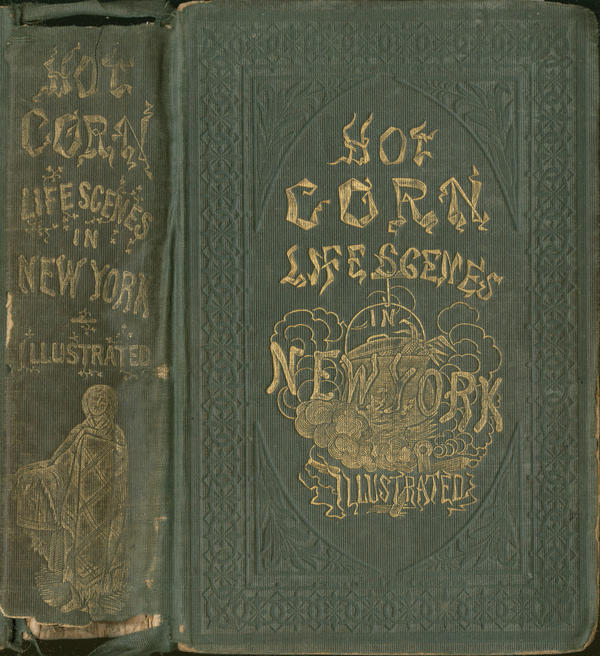 HOT
CORN
LIFE SCENES
IN
NEW YORK
ILLUSTRATED
HOT
CORN
LIFE SCENES
IN
NEW YORK
ILLUSTRATED